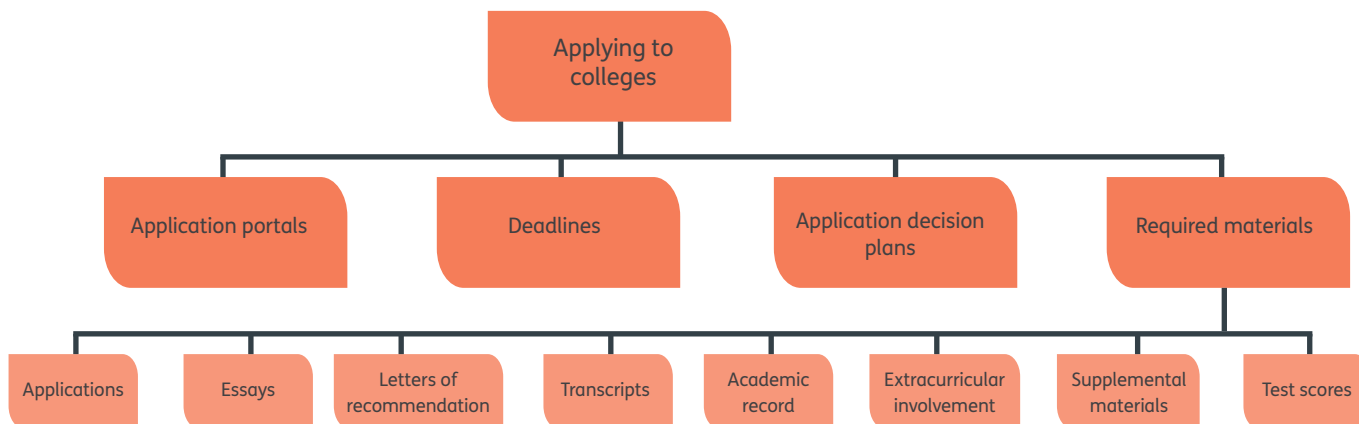 Applying to
colleges
Application portals
Deadlines
Application decision
plans
Required materials
Applications
Essays
Letters of
recommendation
Transcripts
Academic
record
Extracurricular
involvement
Supplemental
materials
Test scores